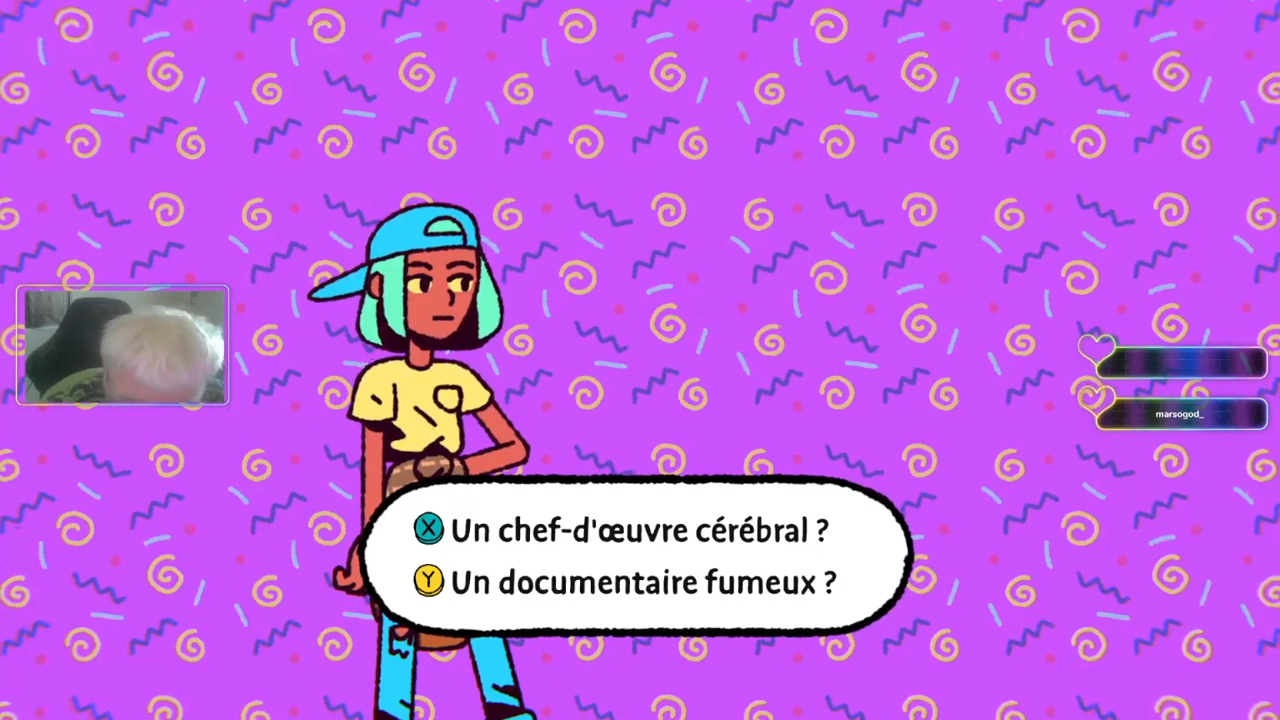 marsogod_
X Un chef-d'œuvre cérébral ?
Y Un documentaire fumeux ?